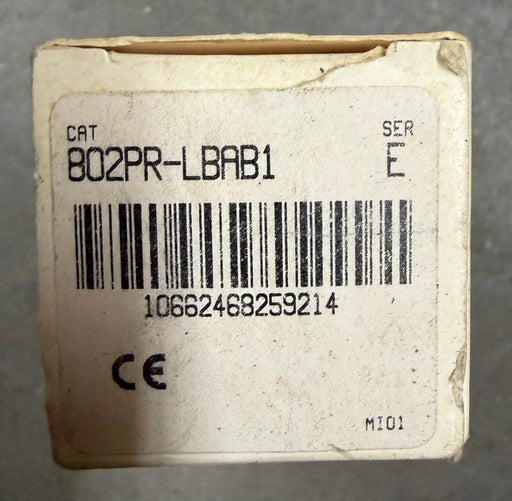 CAT SER
802PR-LBAB1 E
10662468259214
CE
MI01